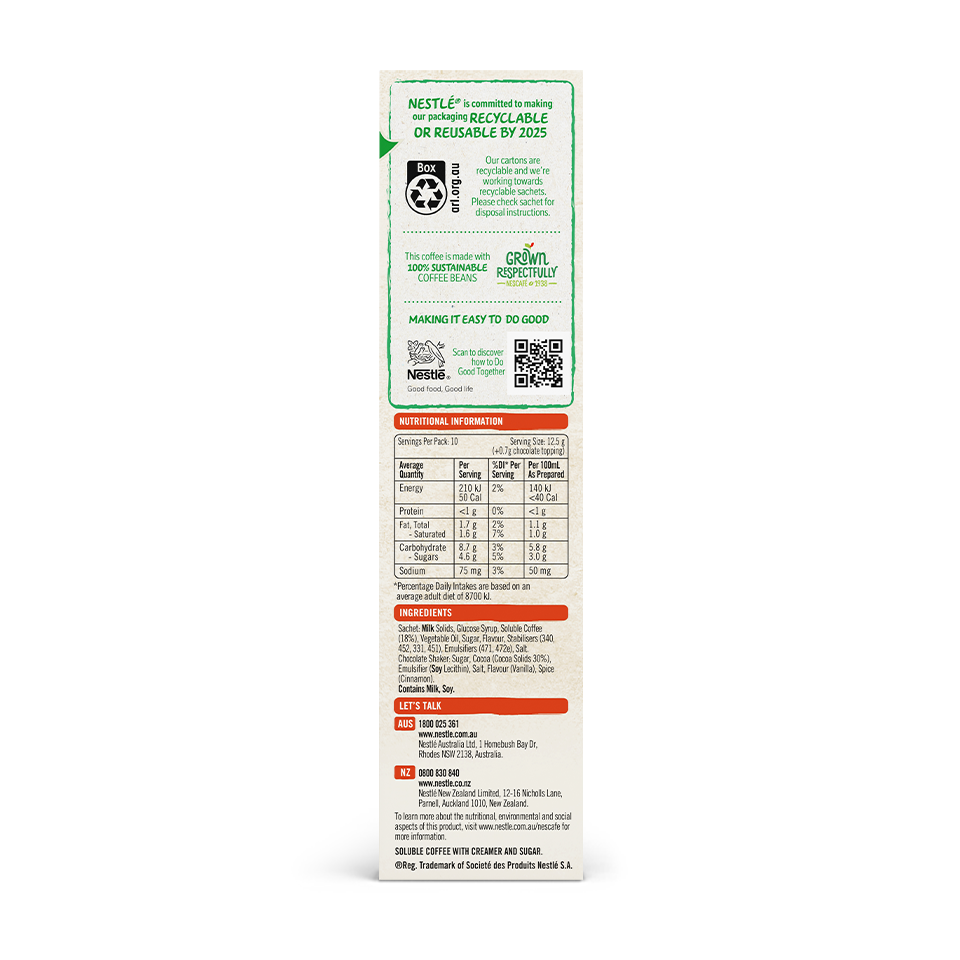 NESTLÉ® is committed to making
our packaging RECYCLABLE
OR REUSABLE BY 2025
Box
arl.org.au
Our cartons are
recyclable and we're
working towards
recyclable sachets.
Please check sachet for
disposal instructions.
This coffee is made with
100% SUSTAINABLE
COFFEE BEANS
GROWN
RESPECTFULLY
NESCAFÉ 1938
MAKING IT EASY TO DO GOOD
Nestlé®
Good food, Good life
Scan to discover
how to Do
Good Together
NUTRITIONAL INFORMATION
Servings Per Pack: 10 Serving Size: 12.5 g
(+0.7g chocolate topping)
Average Quantity Per Serving %DI* Per Serving Per 100mL As Prepared
Energy 210 kJ 2% 140 kJ
50 Cal <40 Cal
Protein <1 g 0% <1 g
Fat, Total 1.7 g 2% 1.1 g
- Saturated 1.6 g 7% 1.0 g
Carbohydrate 8.7 g 3% 5.8 g
- Sugars 4.6 g 5% 3.0 g
Sodium 75 mg 3% 50 mg
*Percentage Daily Intakes are based on an
average adult diet of 8700 kJ.
INGREDIENTS
Sachet: Milk Solids, Glucose Syrup, Soluble Coffee
(18%), Vegetable Oil, Sugar, Flavour, Stabilisers (340,
452, 331, 451), Emulsifiers (471, 472e), Salt.
Chocolate Shaker: Sugar, Cocoa (Cocoa Solids 30%),
Emulsifier (Soy Lecithin), Salt, Flavour (Vanilla), Spice
(Cinnamon).
Contains Milk, Soy.
LET'S TALK
AUS 1800 025 361
www.nestle.com.au
Nestlé Australia Ltd, 1 Homebush Bay Dr,
Rhodes NSW 2138, Australia.
NZ 0800 830 840
www.nestle.co.nz
Nestlé New Zealand Limited, 12-16 Nicholls Lane,
Parnell, Auckland 1010, New Zealand.
To learn more about the nutritional, environmental and social
aspects of this product, visit www.nestle.com.au/nescafe for
more information.
SOLUBLE COFFEE WITH CREAMER AND SUGAR.
®Reg. Trademark of Societé des Produits Nestlé S.A.